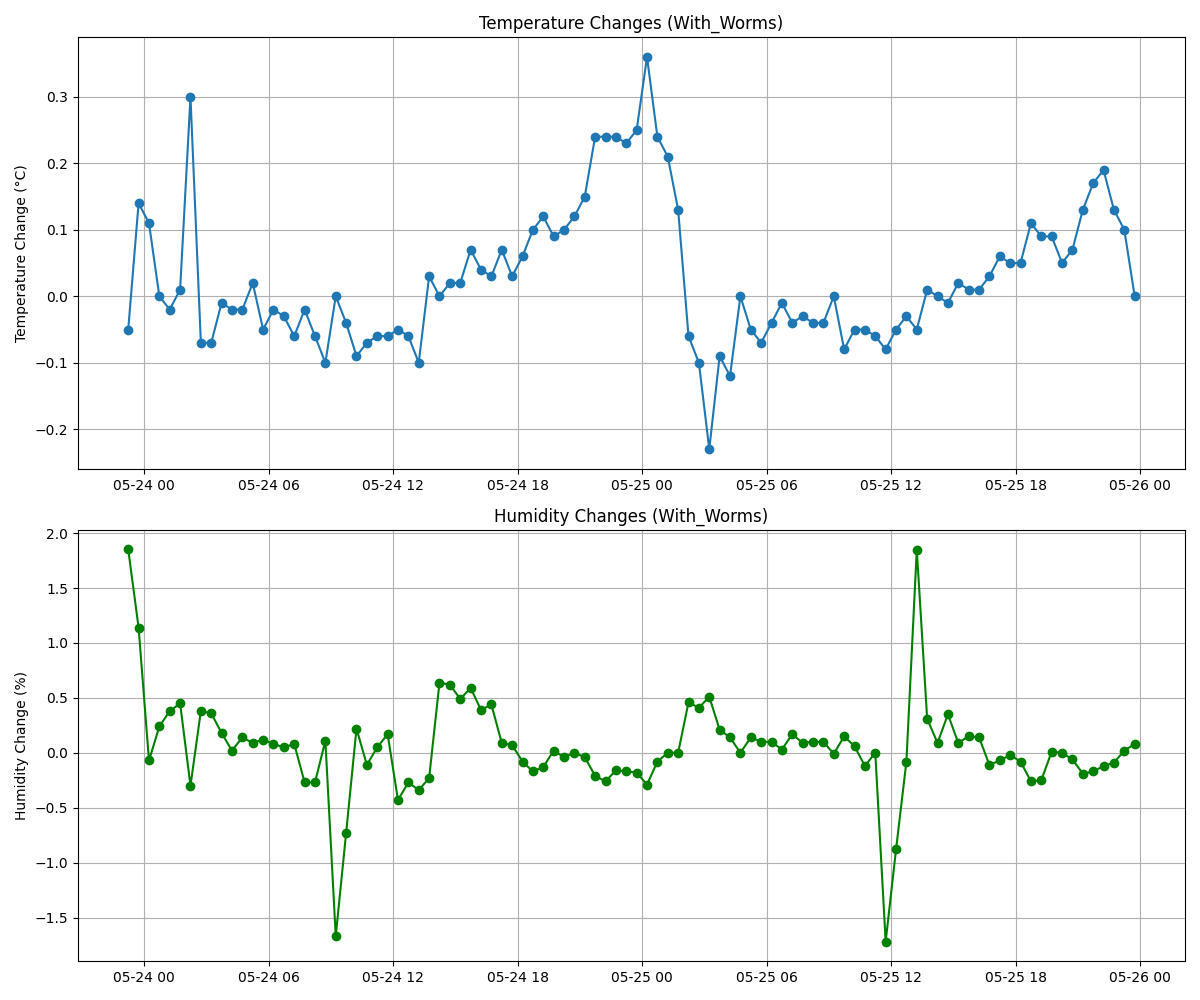 Temperature Changes (With_Worms)
Temperature Change (°C)
0.3
0.2
0.1
0.0
−0.1
−0.2
05-24 00 05-24 06 05-24 12 05-24 18 05-25 00 05-25 06 05-25 12 05-25 18 05-26 00
Humidity Changes (With_Worms)
Humidity Change (%)
2.0
1.5
1.0
0.5
0.0
−0.5
−1.0
−1.5
05-24 00 05-24 06 05-24 12 05-24 18 05-25 00 05-25 06 05-25 12 05-25 18 05-26 00